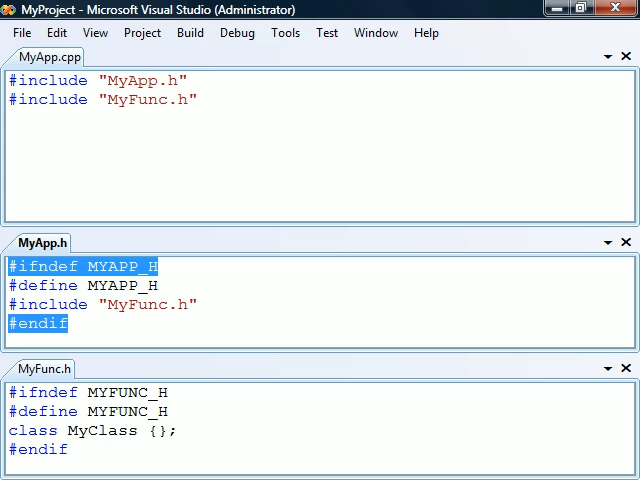 MyProject - Microsoft Visual Studio (Administrator)
File Edit View Project Build Debug Tools Test Window Help
MyApp.cpp
#include "MyApp.h"
#include "MyFunc.h"
MyApp.h
#ifndef MYAPP_H
#define MYAPP_H
#include "MyFunc.h"
#endif
MyFunc.h
#ifndef MYFUNC_H
#define MYFUNC_H
class MyClass {};
#endif